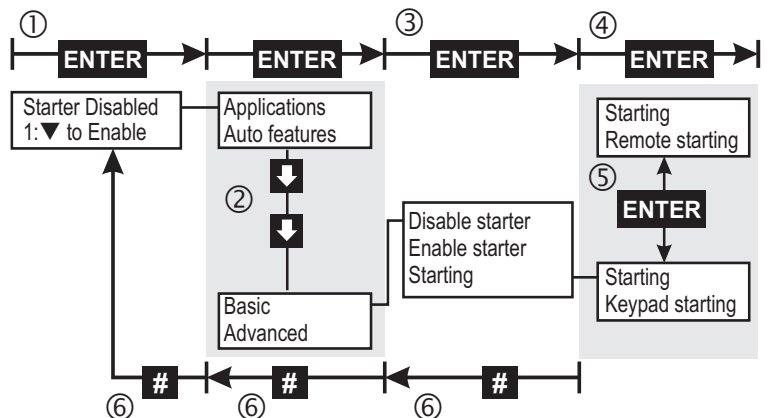 ① ③ ④
ENTER ENTER ENTER ENTER
Starter Disabled
1:▼ to Enable
Applications
Auto features
②
Basic
Advanced
Disable starter
Enable starter
Starting
Starting
Remote starting
⑤
ENTER
Starting
Keypad starting
# # #
⑥ ⑥ ⑥